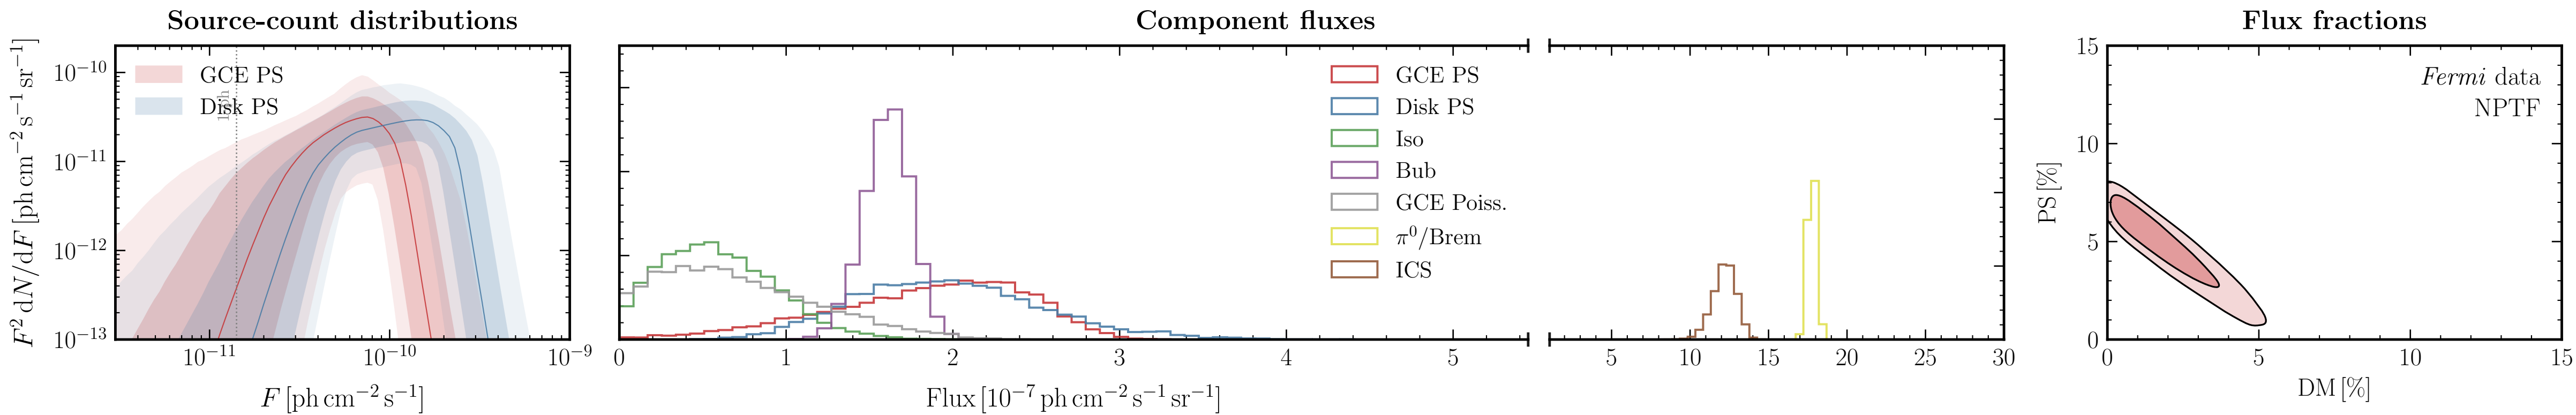 Source-count distributions
F² dN/dF [ph cm⁻² s⁻¹ sr⁻¹]
10⁻¹⁰
10⁻¹¹
10⁻¹²
10⁻¹³
GCE PS
Disk PS
1 ph
10⁻¹¹
10⁻¹⁰
10⁻⁹
F [ph cm⁻² s⁻¹]
Component fluxes
GCE PS
Disk PS
Iso
Bub
GCE Poiss.
π⁰/Brem
ICS
0
1
2
3
4
5
5
10
15
20
25
30
Flux [10⁻⁷ ph cm⁻² s⁻¹ sr⁻¹]
Flux fractions
PS [%]
15
10
5
0
Fermi data
NPTF
0
5
10
15
DM [%]